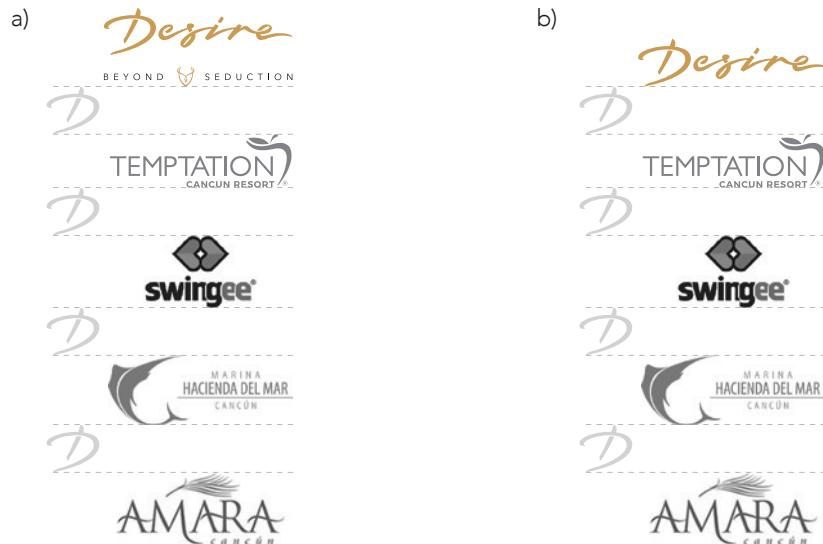 a)
Desire
BEYOND SEDUCTION
D
TEMPTATION
CANCUN RESORT ®
D
swingee®
D
MARINA
HACIENDA DEL MAR
CANCÚN
D
AMARA
cancún
b)
Desire
D
TEMPTATION
CANCUN RESORT ®
D
swingee®
D
MARINA
HACIENDA DEL MAR
CANCÚN
D
AMARA
cancún